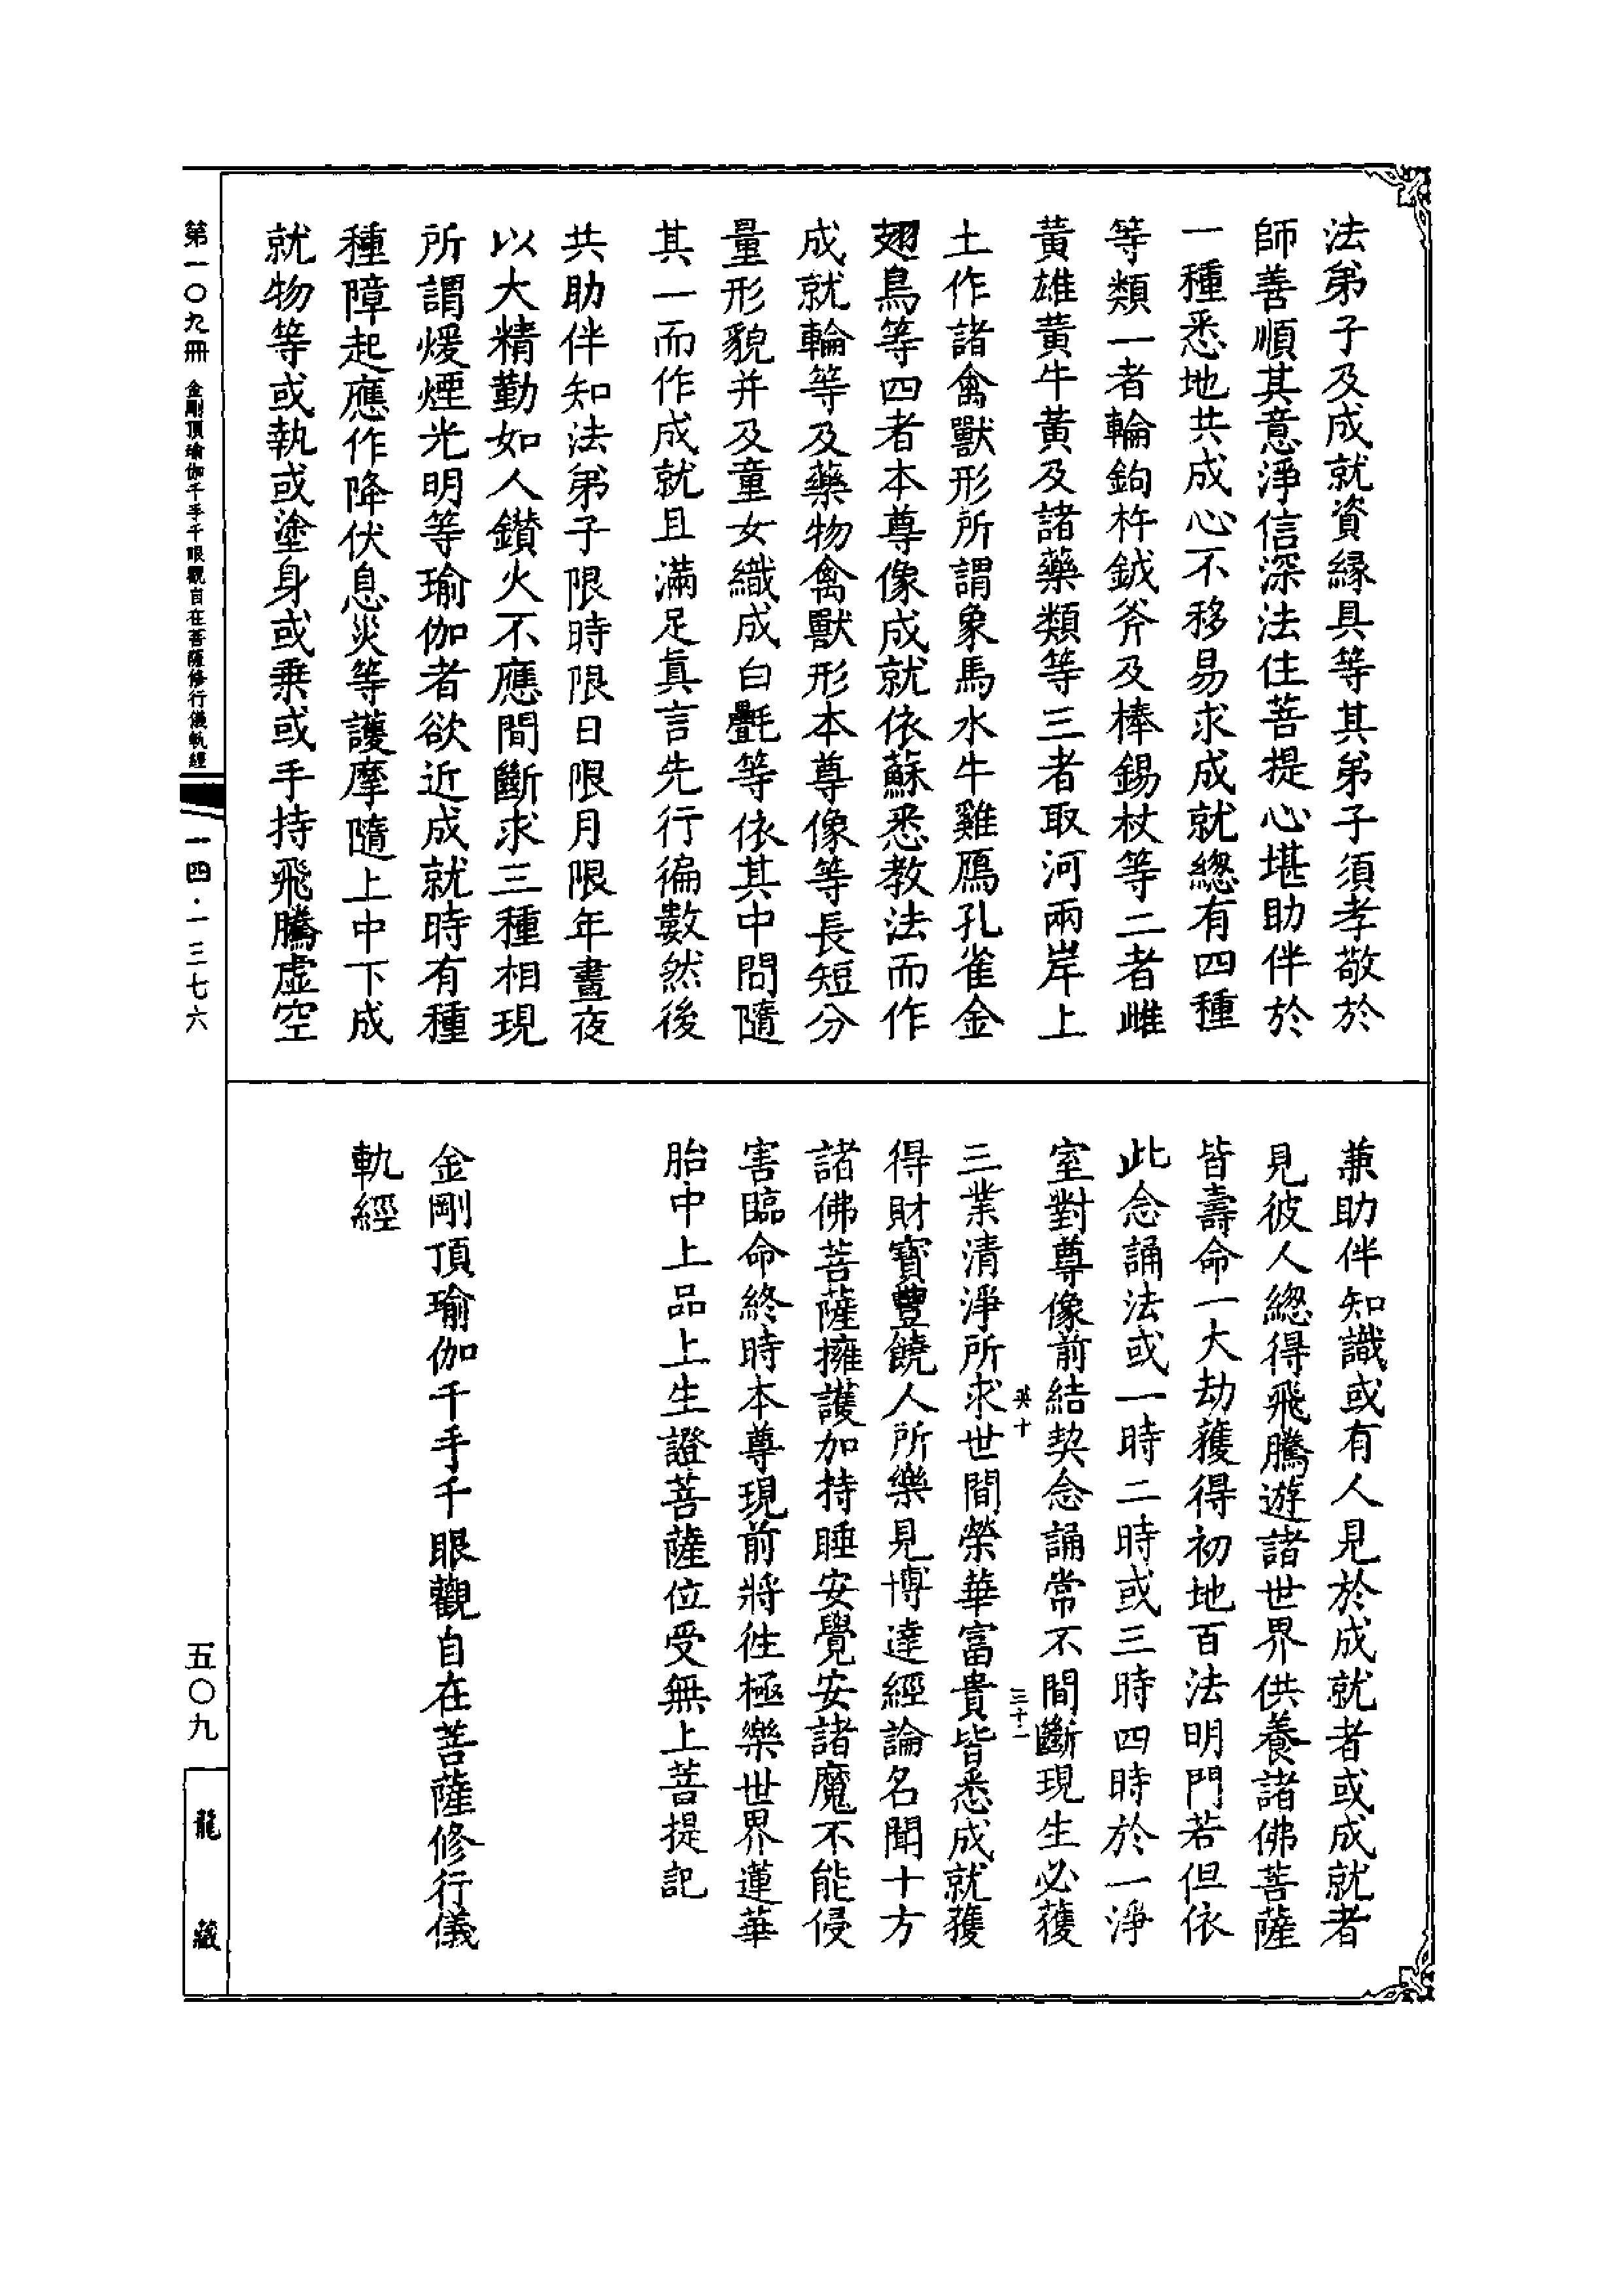 法弟子及成就資緣具等其弟子須孝敬於
師善順其意淨信深法住菩提心堪助伴於
一種悉地共成心不移易求成就總有四種
等類一者輪鉤杵鉞斧及棒錫杖等二者雌
黃雄黃牛黃及諸藥類等三者取河兩岸上
土作諸禽獸形所謂象馬水牛雞鴈孔雀金
翅鳥等四者本尊像成就依蘇悉教法而作
成就輪等及藥物禽獸形本尊像等長短分
量形貌并及童女織成白㲲等依其中問隨
其一而作成就且滿足真言先行徧數然後
共助伴知法弟子限時限日限月限年晝夜
以大精勤如人鑚火不應間斷求三種相現
所謂煖煙光明等瑜伽者欲近成就時有種
種障起應作降伏息災等護摩隨上中下成
就物等或執或塗身或乗或手持飛騰虛空
兼助伴知識或有人見於成就者或成就者
見彼人總得飛騰遊諸世界供養諸佛菩薩
皆壽命一大劫獲得初地百法明門若但依
此念誦法或一時二時或三時四時於一淨
室對尊像前結契念誦常不間斷現生必獲
英十 三十二
三業清淨所求世間榮華富貴皆悉成就獲
得財寶豐饒人所樂見博達經論名聞十方
諸佛菩薩擁護加持睡安覺安諸魔不能侵
害臨命終時本尊現前將往極樂世界蓮華
胎中上品上生證菩薩位受無上菩提記
金剛頂瑜伽千手千眼觀自在菩薩修行儀
軌經
第一〇九冊 金剛頂瑜伽千手千眼觀自在菩薩修行儀軌經
一四·一三七六
五〇九
龍藏